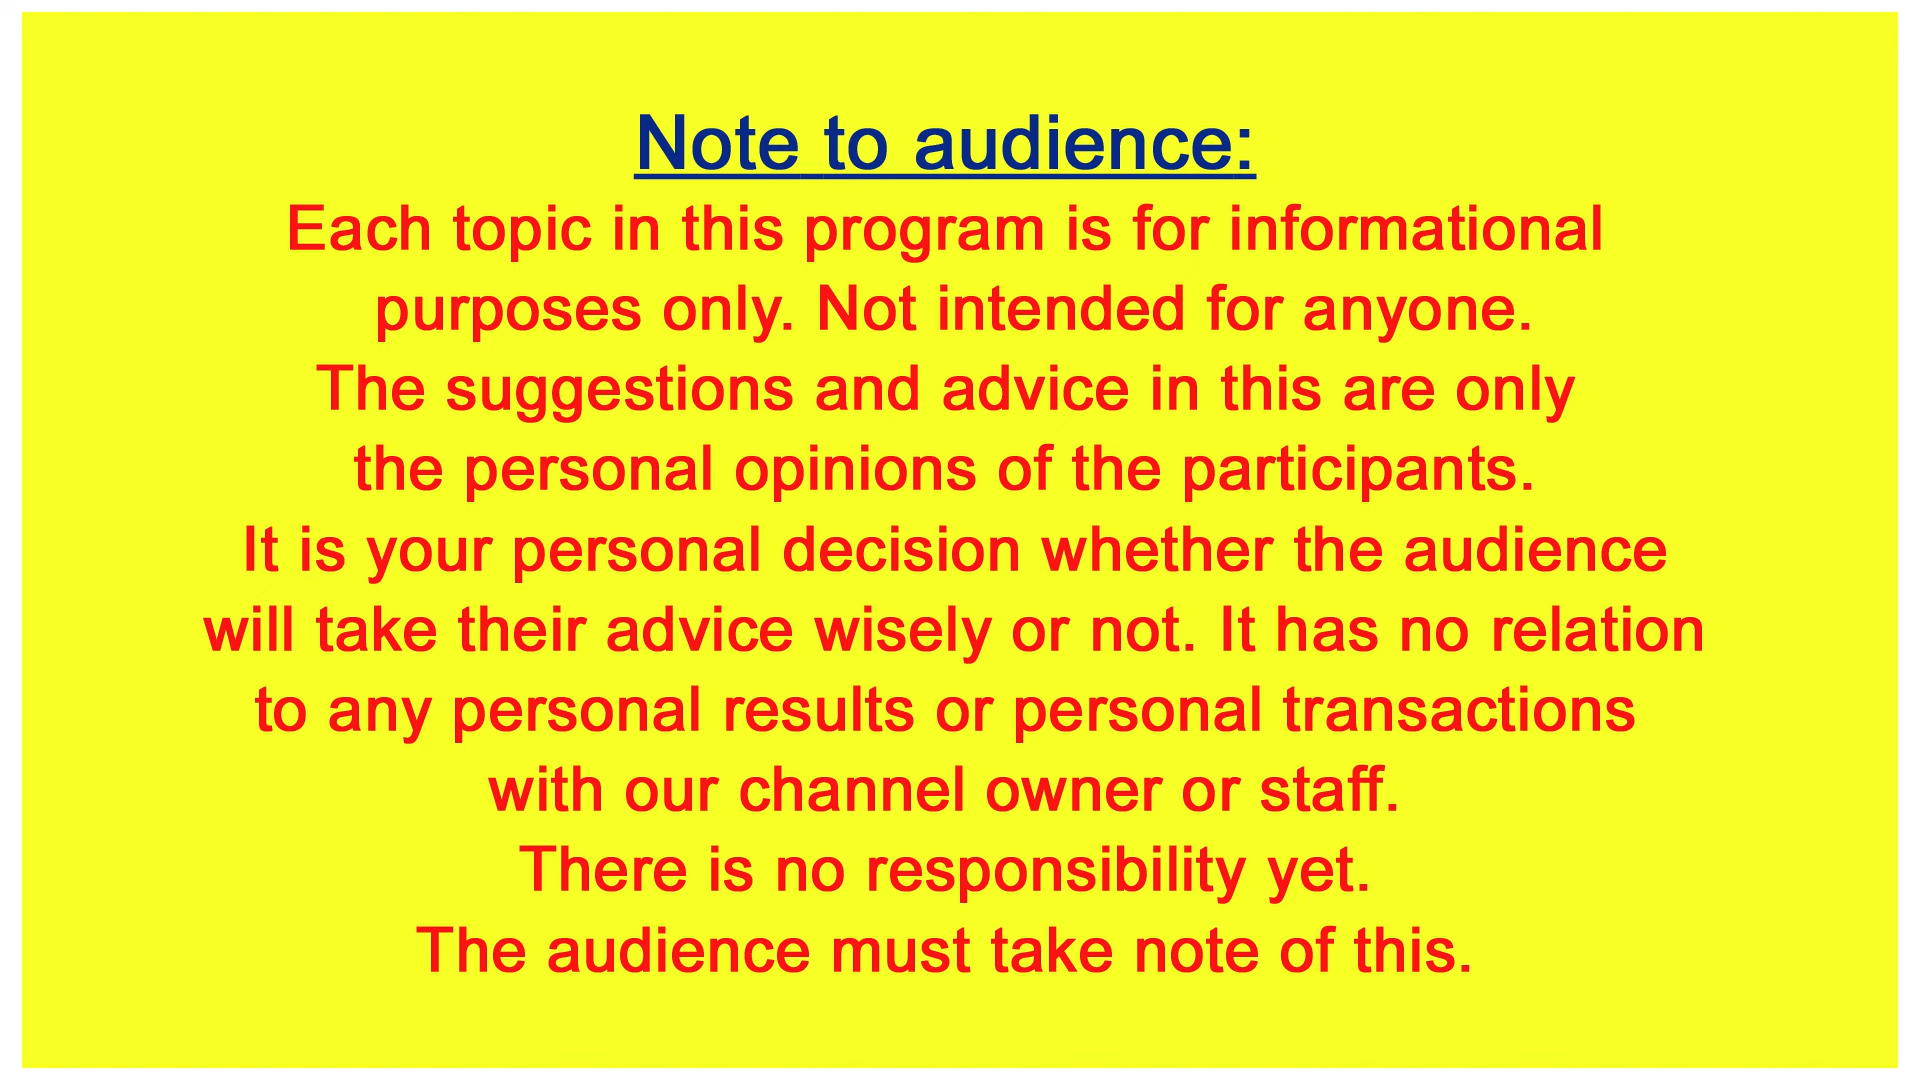 Note to audience:
Each topic in this program is for informational
purposes only. Not intended for anyone.
The suggestions and advice in this are only
the personal opinions of the participants.
It is your personal decision whether the audience
will take their advice wisely or not. It has no relation
to any personal results or personal transactions
with our channel owner or staff.
There is no responsibility yet.
The audience must take note of this.